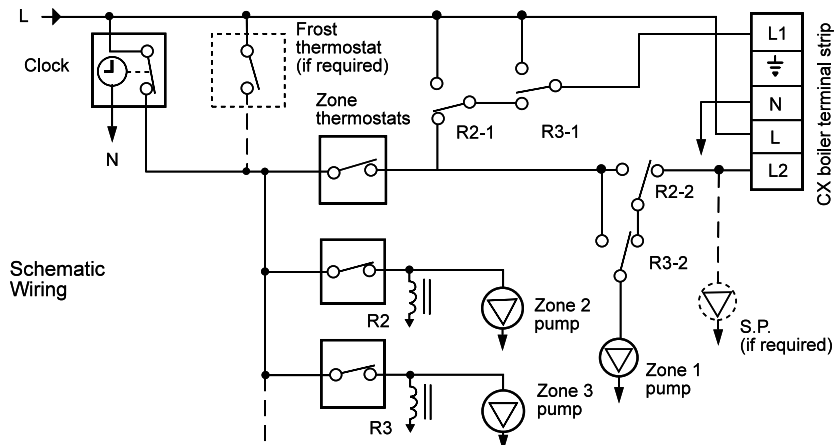 L
Clock
N
Frost
thermostat
(if required)
Zone
thermostats
R2-1
R3-1
L1
N
L
L2
CX boiler terminal strip
R2-2
R3-2
Schematic
Wiring
R2
Zone 2
pump
S.P.
(if required)
Zone 1
pump
R3
Zone 3
pump